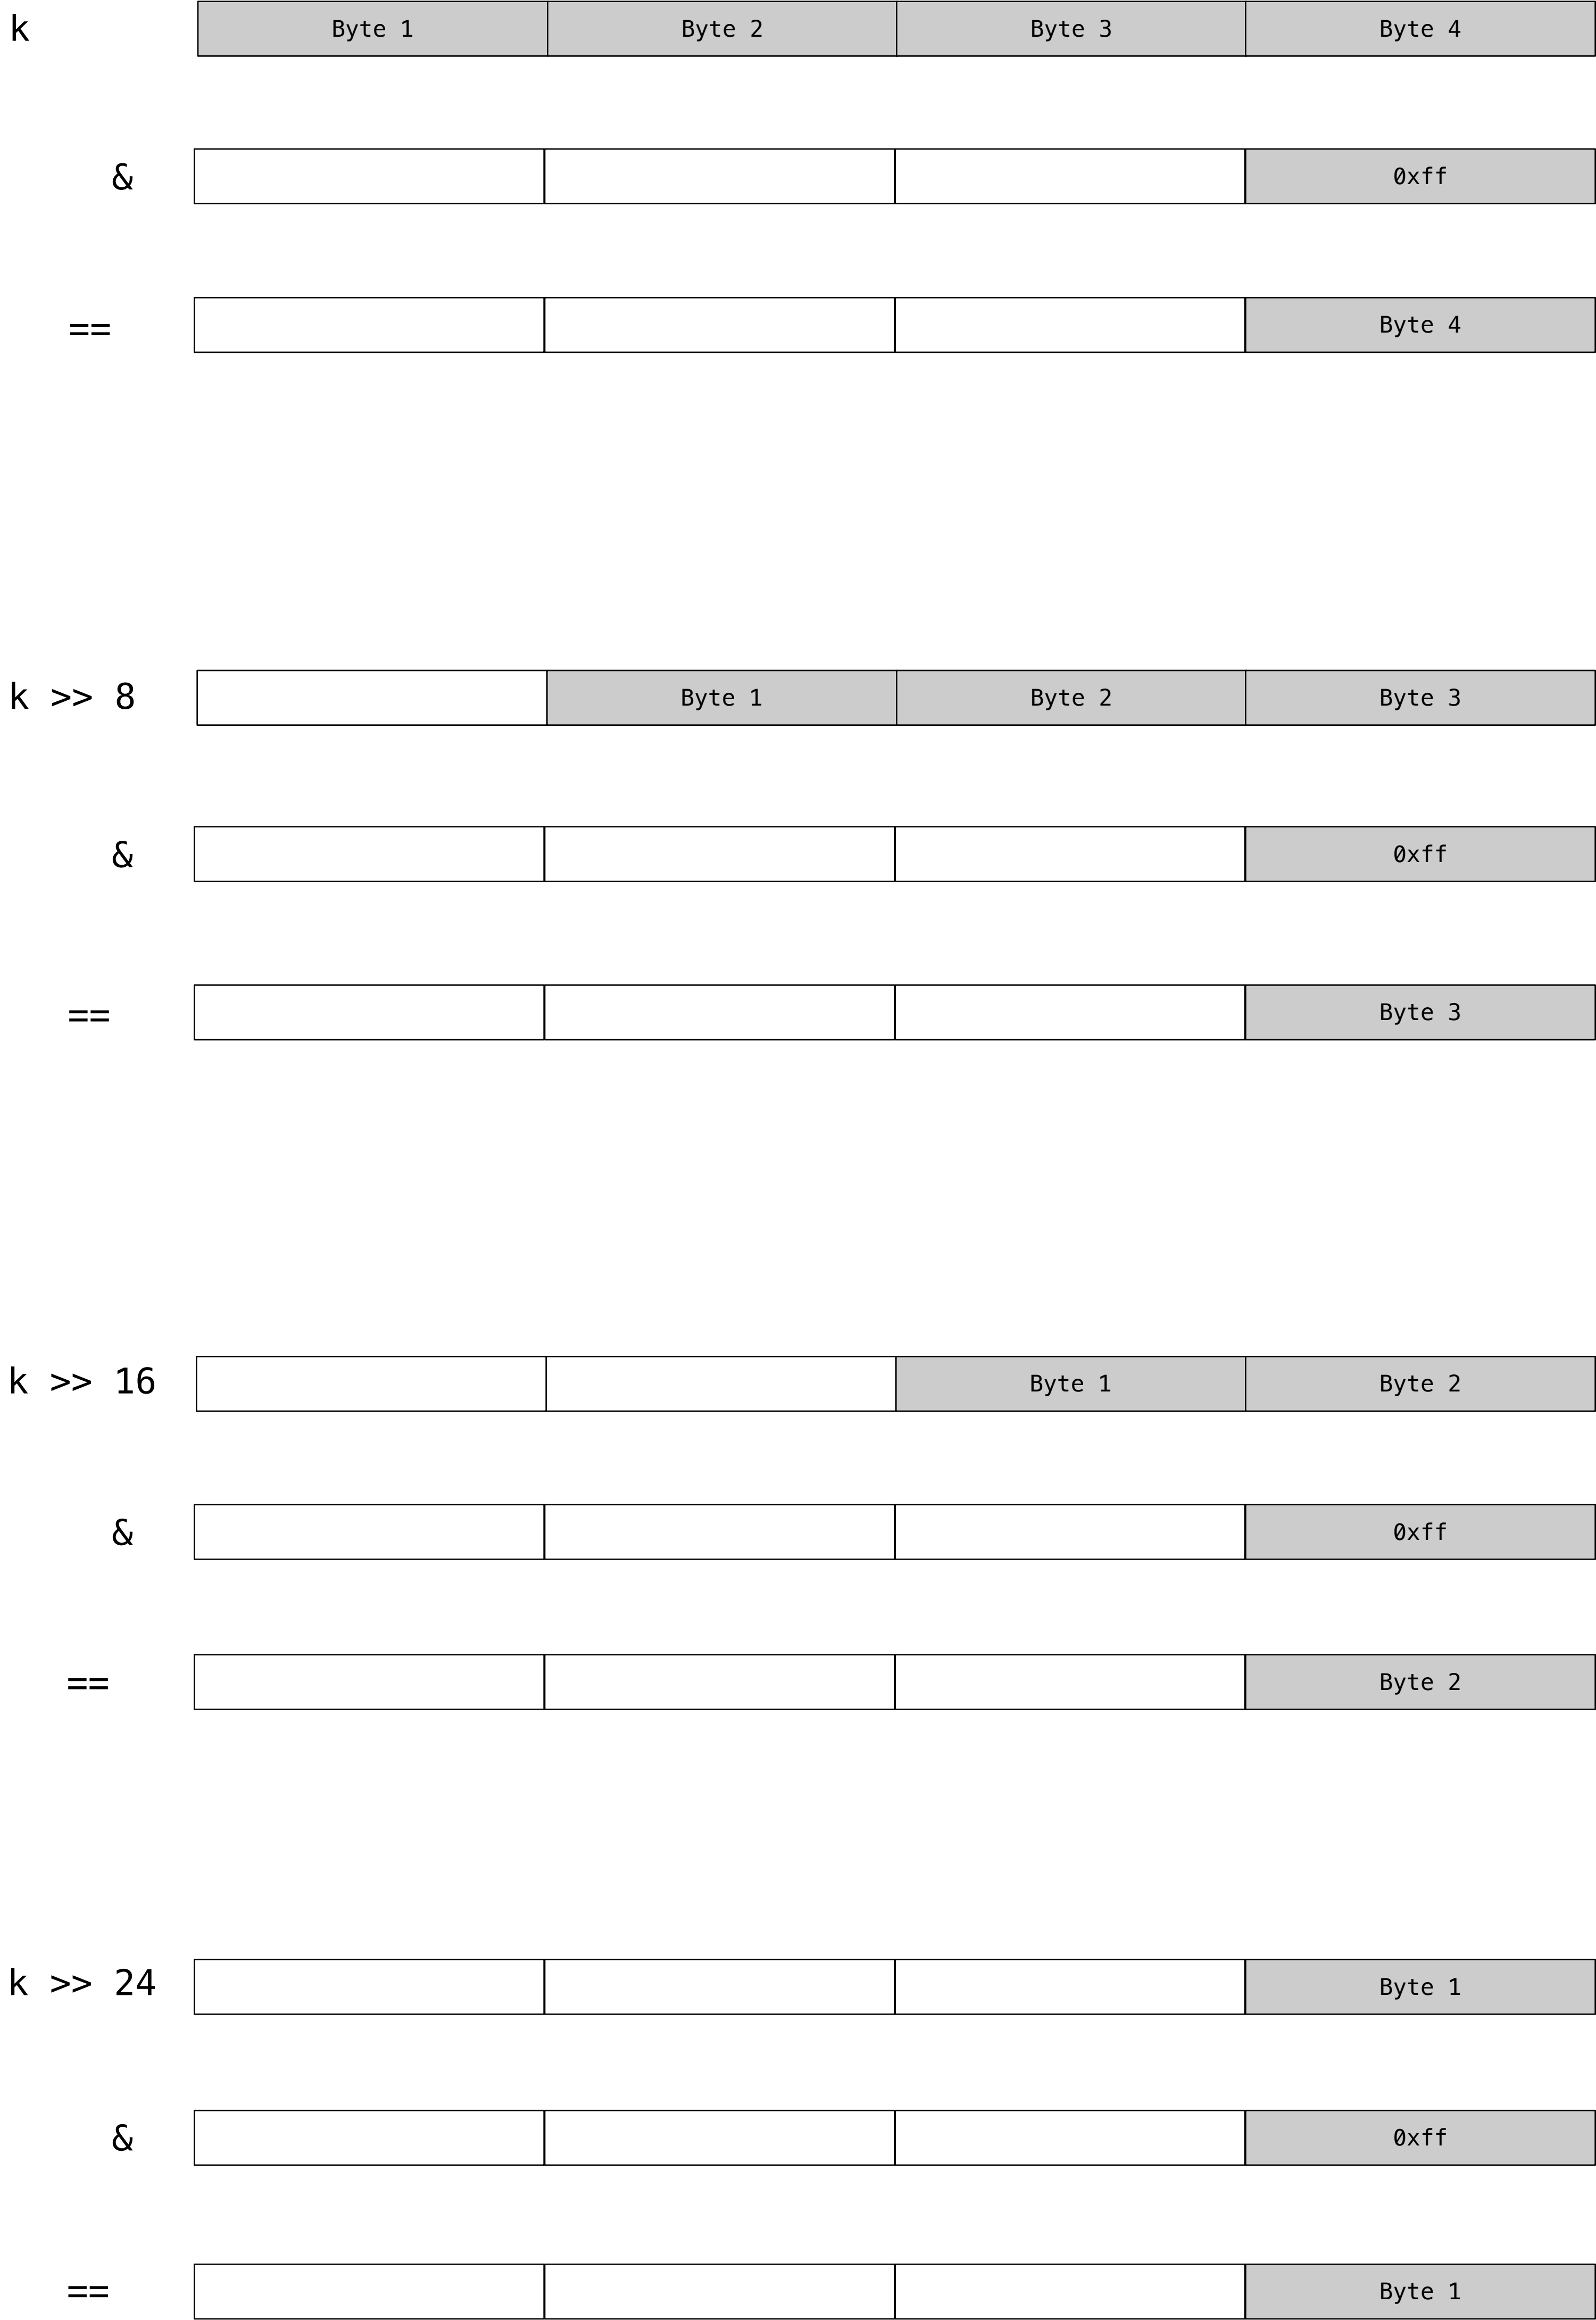 k Byte 1 Byte 2 Byte 3 Byte 4
& 0xff
== Byte 4
k >> 8 Byte 1 Byte 2 Byte 3
& 0xff
== Byte 3
k >> 16 Byte 1 Byte 2
& 0xff
== Byte 2
k >> 24 Byte 1
& 0xff
== Byte 1